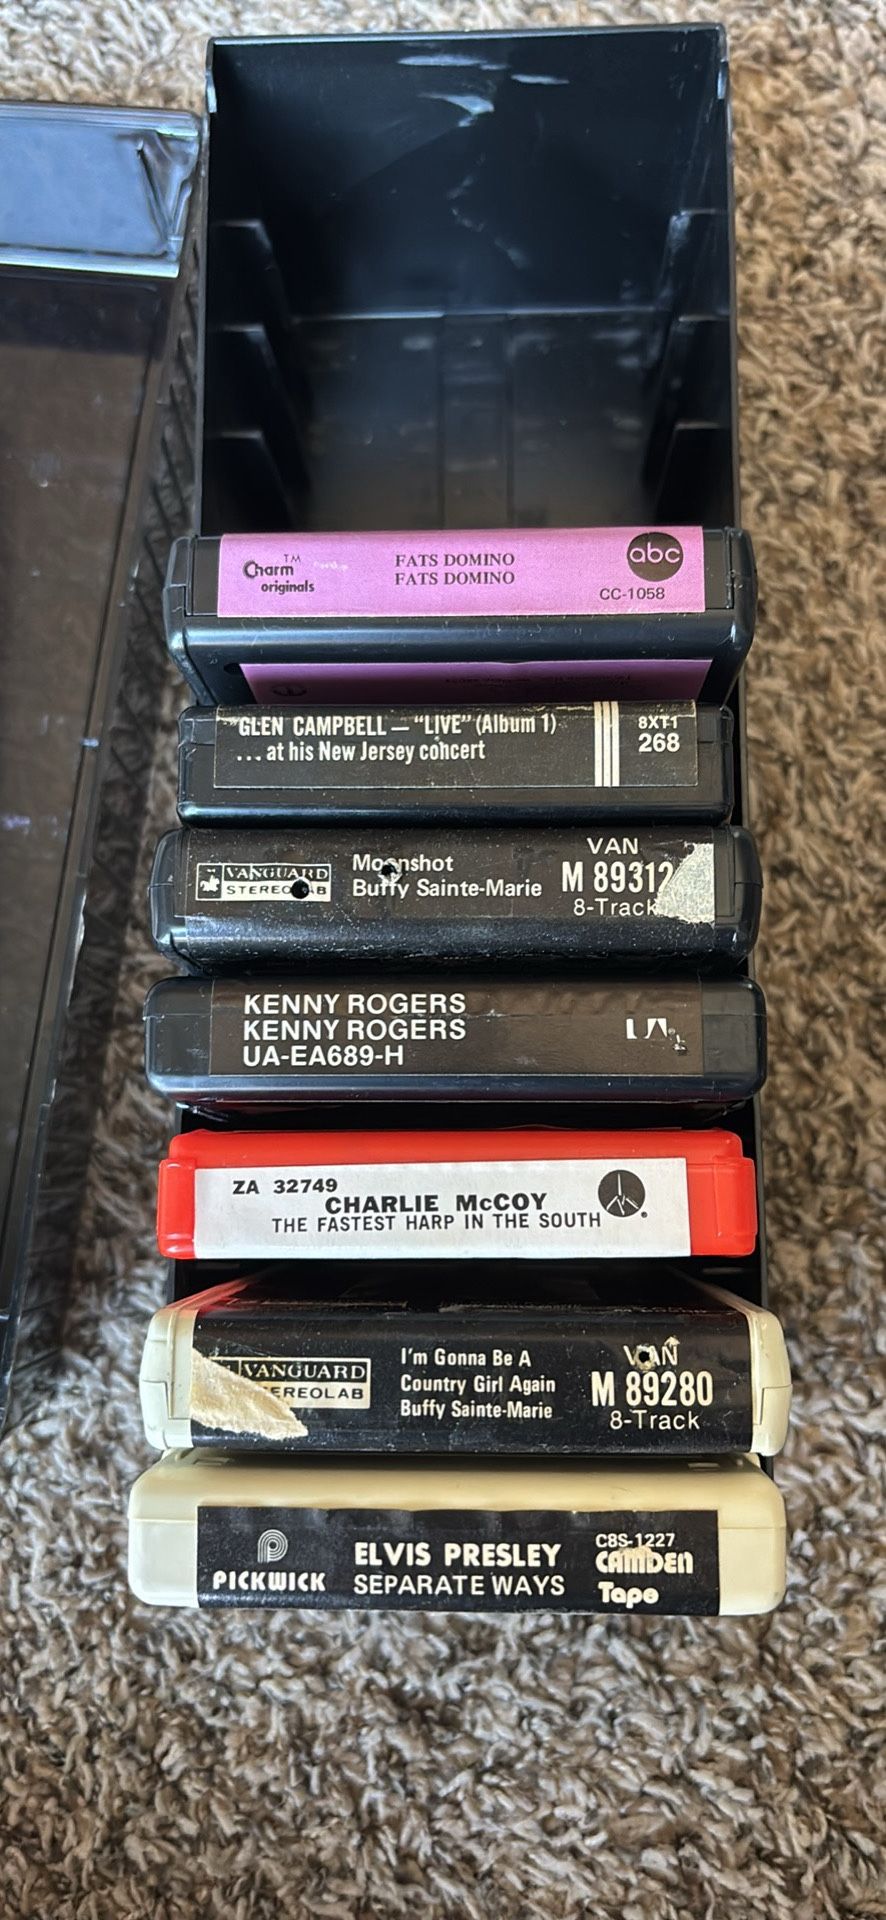 Charm™
originals
FATS DOMINO
FATS DOMINO
abc
CC-1058
"GLEN CAMPBELL — "LIVE" (Album 1)
... at his New Jersey concert
8XT1
268
VANGUARD
STEREOLAB
Moonshot
Buffy Sainte-Marie
VAN
M 89312
8-Track
KENNY ROGERS
KENNY ROGERS
UA-EA689-H
UA
ZA 32749
CHARLIE McCOY
THE FASTEST HARP IN THE SOUTH
VANGUARD
STEREOLAB
I'm Gonna Be A
Country Girl Again
Buffy Sainte-Marie
VAN
M 89280
8-Track
PICKWICK
ELVIS PRESLEY
SEPARATE WAYS
C8S-1227
CAMDEN
Tape